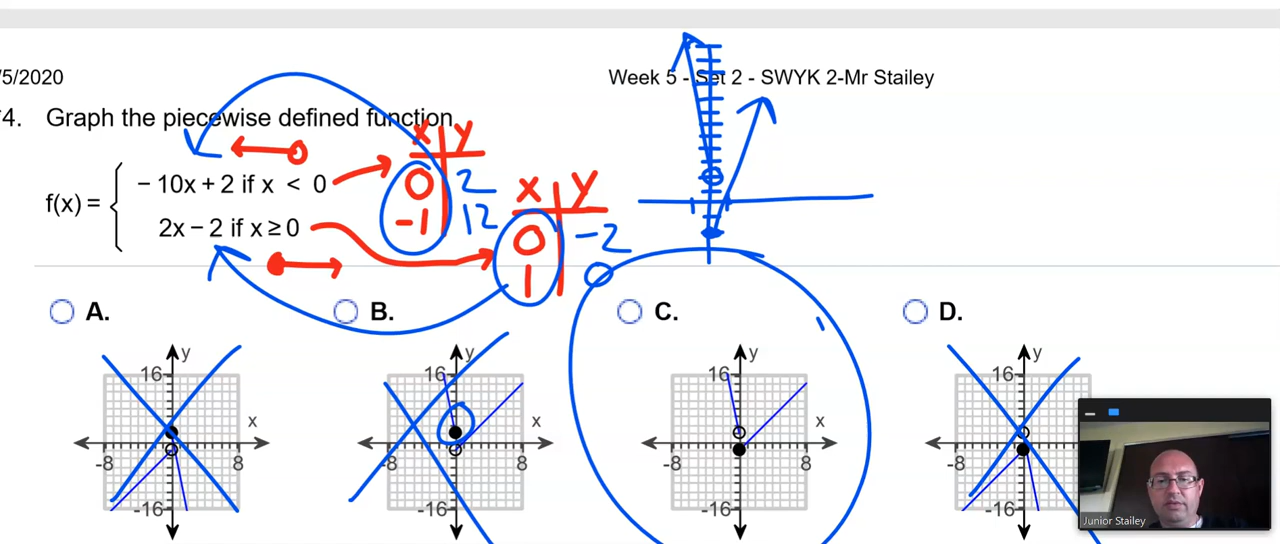 /5/2020
Week 5 - Set 2 - SWYK 2-Mr Stailey
4. Graph the piecewise defined function.
x y
0 2
-1 12
x y
0 -2
1 0
f(x) = { - 10x + 2 if x < 0
2x - 2 if x ≥ 0
A. B. C. D.
y y y y
16 16 16 16
x x x
-8 8 -8 8 -8 8 -8
-16 -16 -16 -16
Junior Stailey